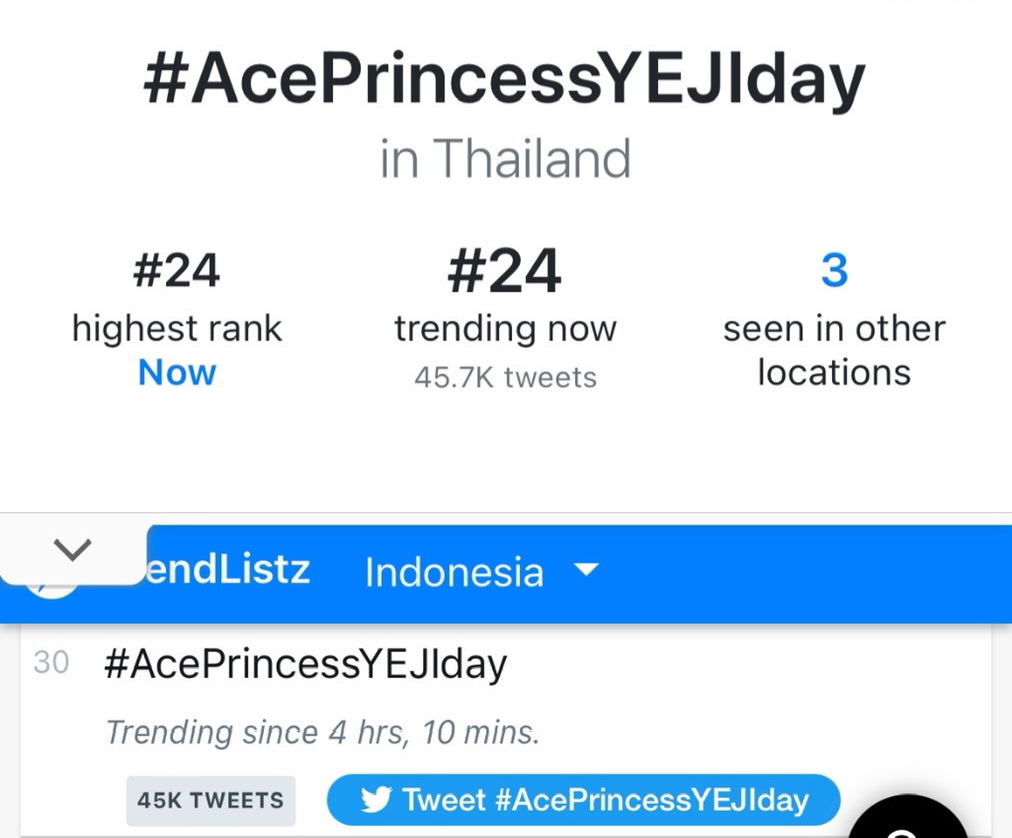 #AcePrincessYEJIday
in Thailand
#24
highest rank
Now
#24
trending now
45.7K tweets
3
seen in other
locations
endListz
Indonesia
30
#AcePrincessYEJIday
Trending since 4 hrs, 10 mins.
45K TWEETS
Tweet #AcePrincessYEJIday